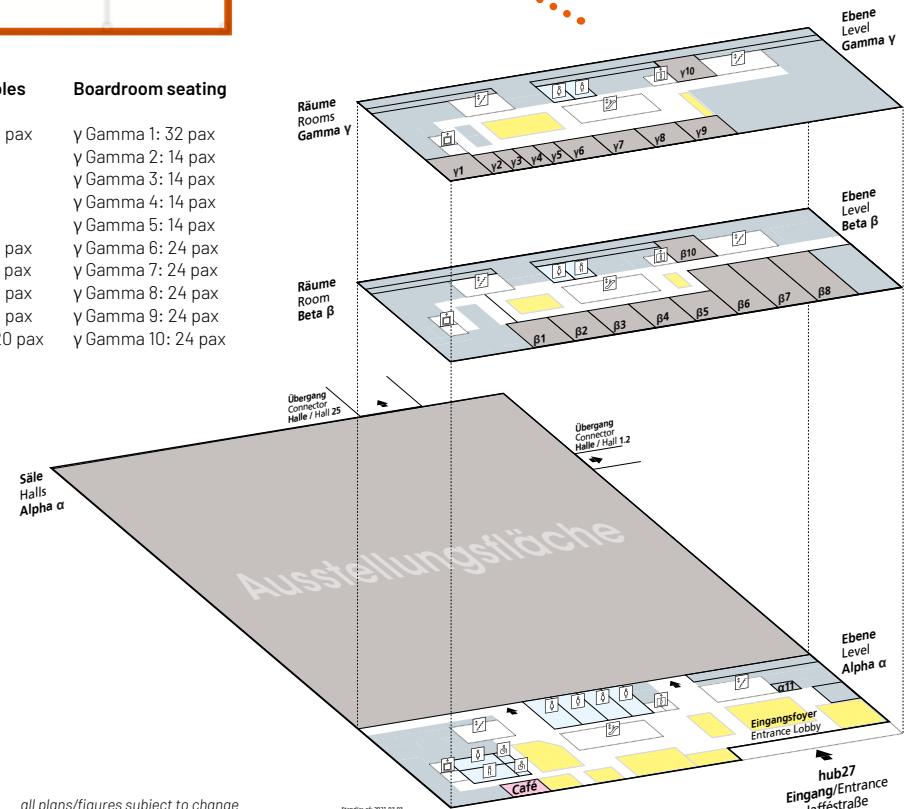 Boardroom seating
pax
γ Gamma 1: 32 pax
γ Gamma 2: 14 pax
γ Gamma 3: 14 pax
γ Gamma 4: 14 pax
γ Gamma 5: 14 pax
pax
γ Gamma 6: 24 pax
pax
γ Gamma 7: 24 pax
pax
γ Gamma 8: 24 pax
pax
γ Gamma 9: 24 pax
pax
γ Gamma 10: 24 pax
Ebene
Level
Gamma γ
Räume
Rooms
Gamma γ
γ10
γ1
γ2
γ3
γ4
γ5
γ6
γ7
γ8
γ9
Ebene
Level
Beta β
Räume
Room
Beta β
β10
β1
β2
β3
β4
β5
β6
β7
β8
Übergang
Connector
Halle / Hall 25
Übergang
Connector
Halle / Hall 1.2
Säle
Halls
Alpha α
Ausstellungsfläche
Ebene
Level
Alpha α
α11
Eingangsfoyer
Entrance Lobby
Café
hub27
Eingang/Entrance
all plans/figures subject to change